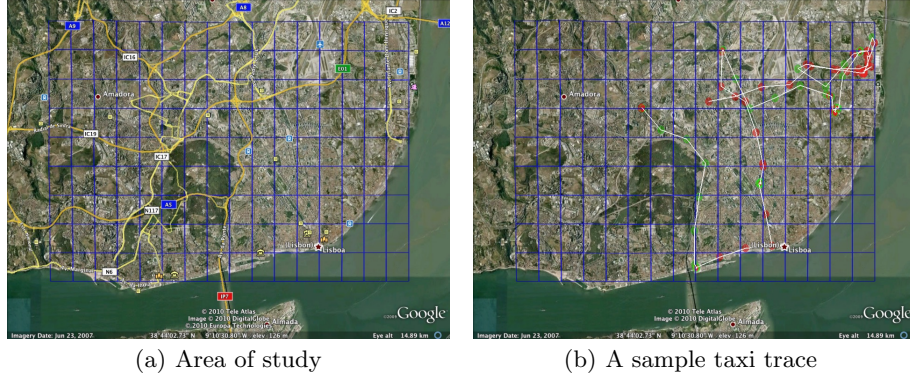 A9
A8
IC2
A12
IC16
E01
Amadora
IC19
IC17
N117
A5
N6
(Lisbon)
Lisboa
IP7
Almada
© 2010 Tele Atlas
Image © 2010 DigitalGlobe
© 2010 Europa Technologies
Google
Imagery Date: Jun 23, 2007
38°44'02.73" N
9°10'30.80"
elev 126 m
Eye alt 14.89 km
(a) Area of study
Amadora
(Lisbon)
Lisboa
Almada
© 2010 Tele Atlas
Image © 2010 DigitalGlobe
Google
Imagery Date: Jun 23, 2007
38°44'02.73" N
9°10'30.80"
elev 126 m
Eye alt 14.89 km
(b) A sample taxi trace